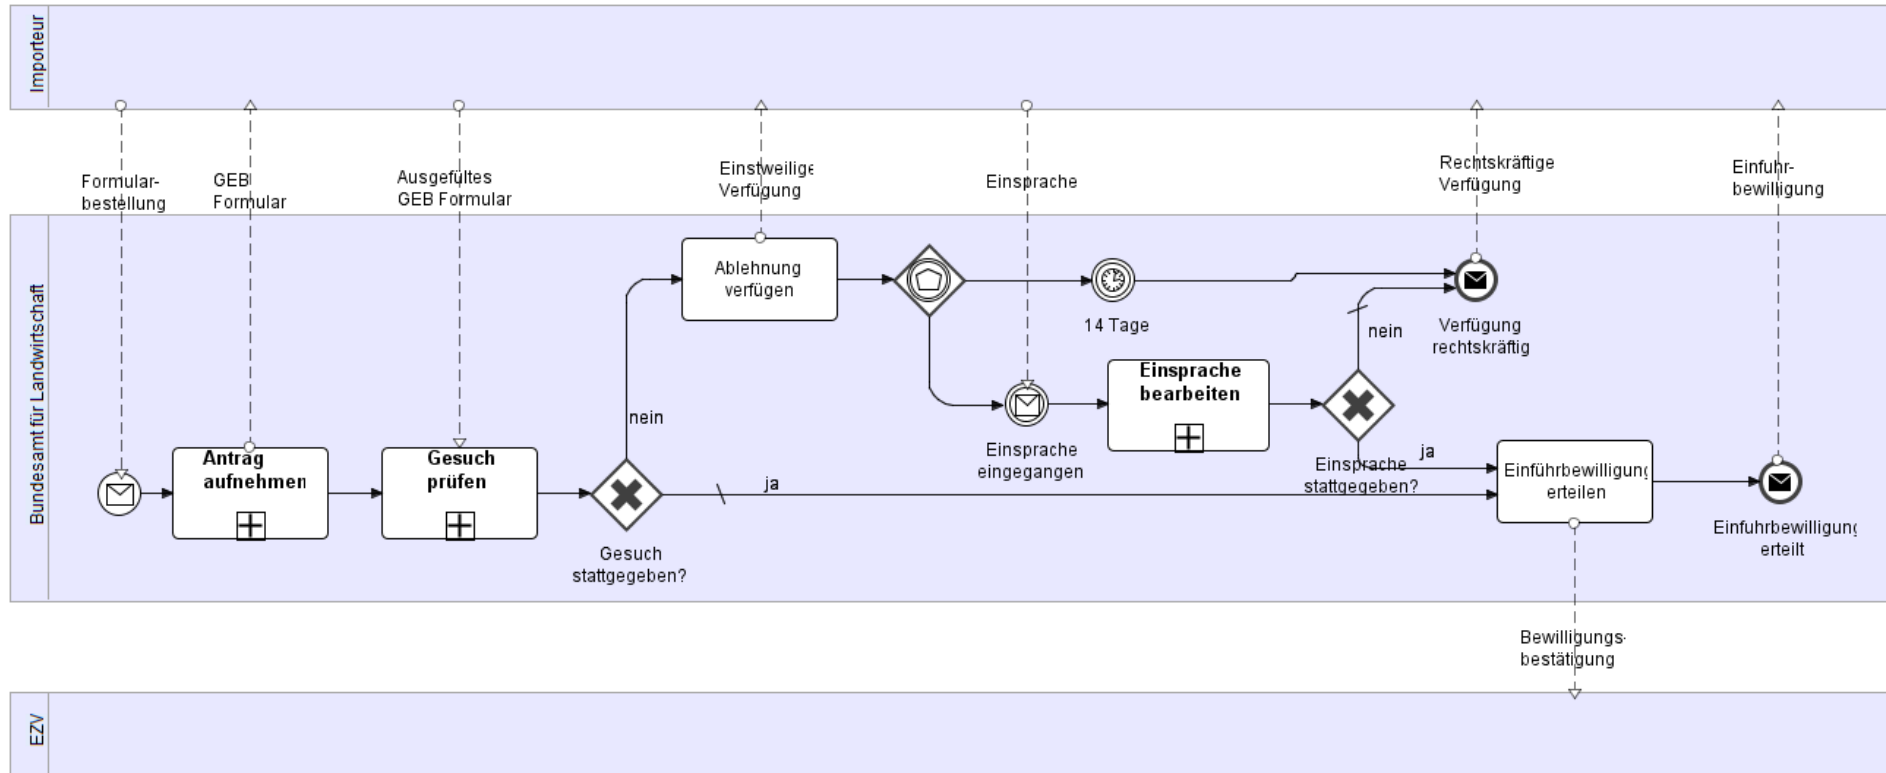 Importeur
Formular-
bestellung
GEB
Formular
Ausgefültes
GEB Formular
Einstweilige
Verfügung
Einsprache
Rechtskräftige
Verfügung
Einfuhr-
bewilligung
Bundesamt für Landwirtschaft
Antrag
aufnehmen
Gesuch
prüfen
Gesuch
stattgegeben?
nein
ja
Ablehnung
verfügen
14 Tage
Einsprache
eingegangen
Einsprache
bearbeiten
Einsprache
stattgegeben?
nein
ja
Verfügung
rechtskräftig
Einführbewilligung
erteilen
Einfuhrbewilligung
erteilt
Bewilligungs-
bestätigung
EZV